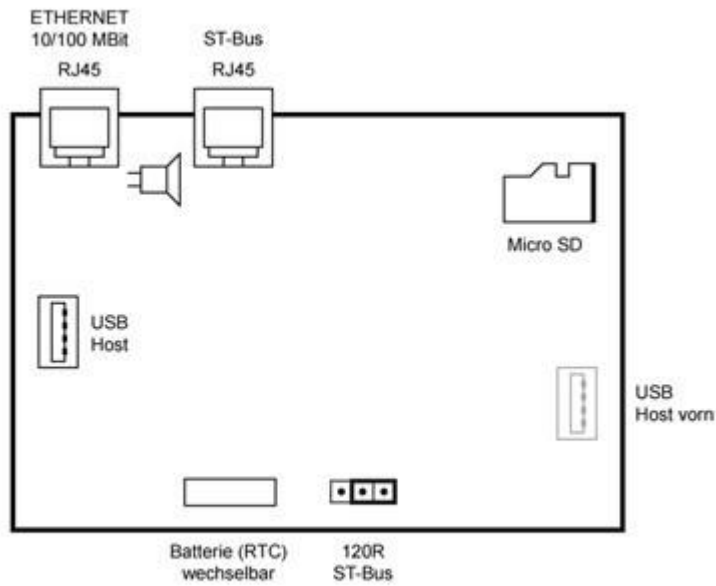 ETHERNET
10/100 MBit
RJ45
ST-Bus
RJ45
Micro SD
USB
Host
USB
Host vorn
Batterie (RTC)
wechselbar
120R
ST-Bus